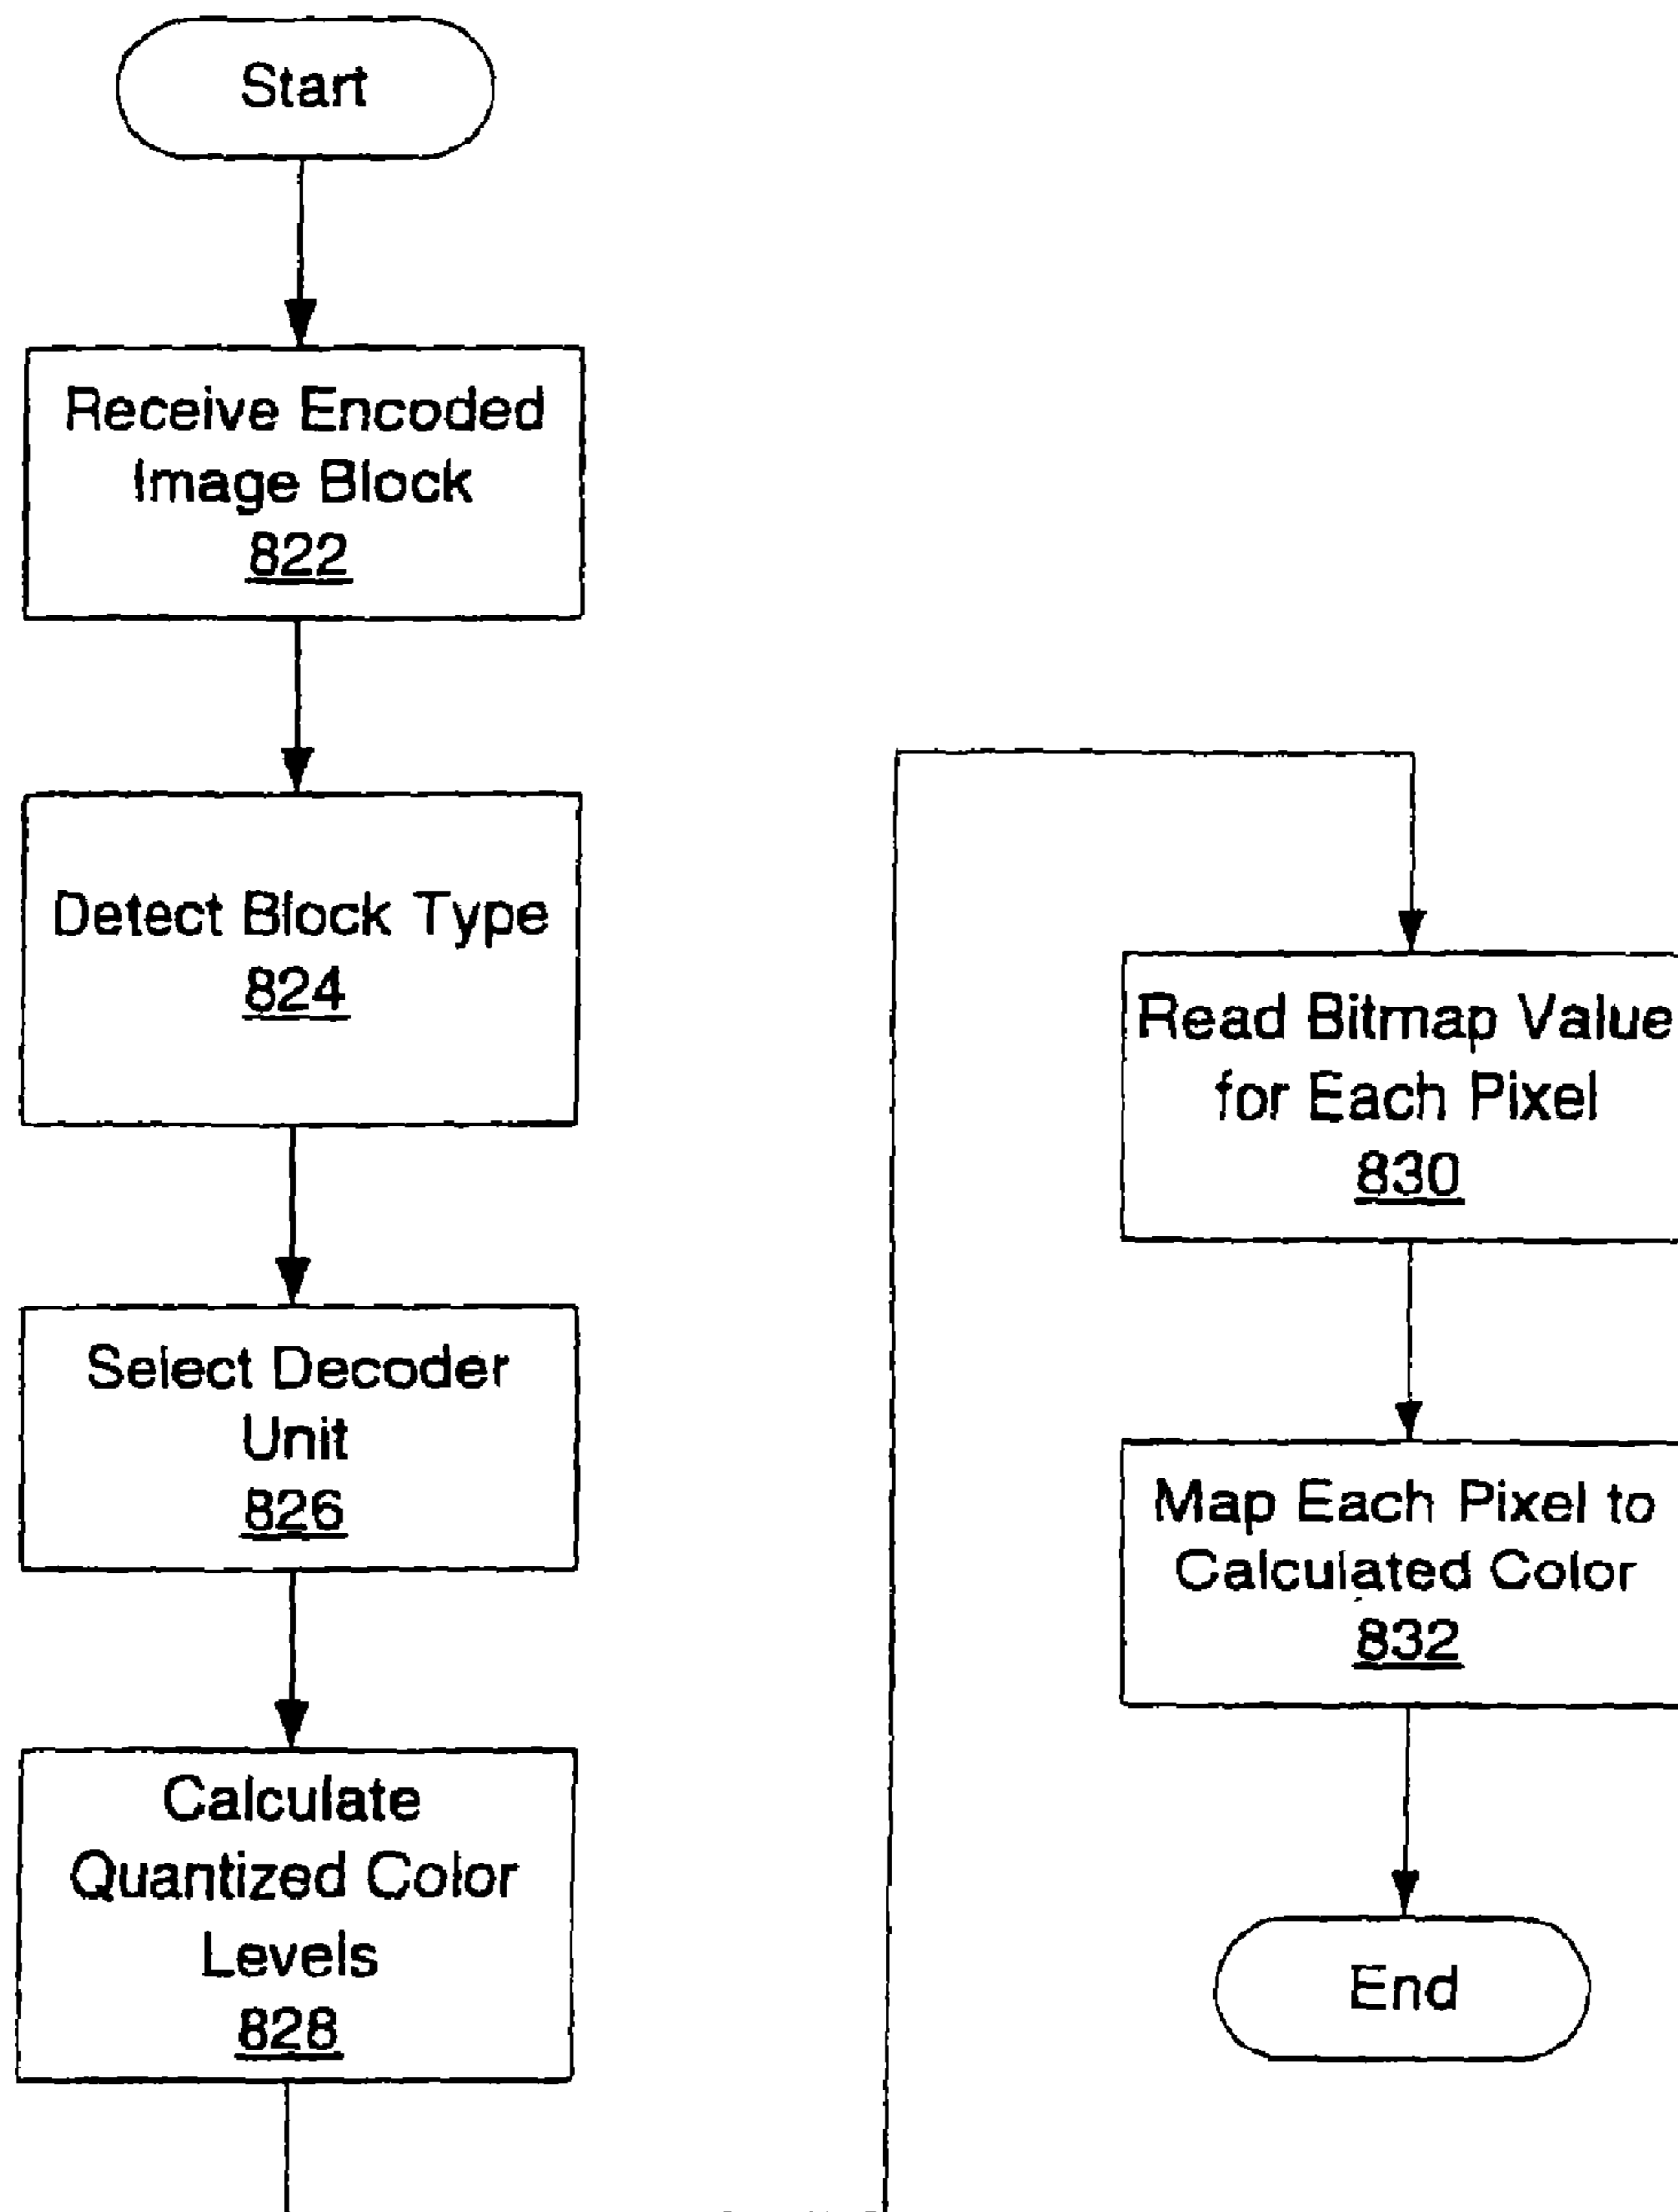 Start
Receive Encoded
Image Block
822
Detect Block Type
824
Select Decoder
Unit
826
Calculate
Quantized Color
Levels
828
Read Bitmap Value
for Each Pixel
830
Map Each Pixel to
Calculated Color
832
End